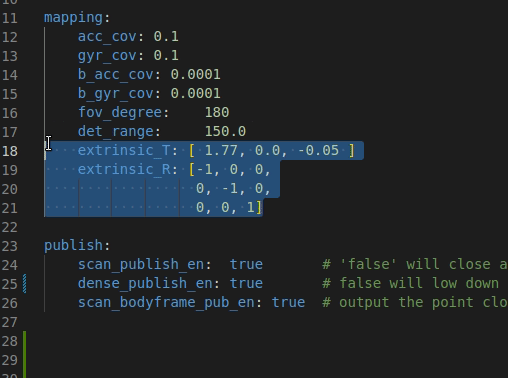 11 mapping:
12 acc_cov: 0.1
13 gyr_cov: 0.1
14 b_acc_cov: 0.0001
15 b_gyr_cov: 0.0001
16 fov_degree:    180
17 det_range:     150.0
18 extrinsic_T: [ 1.77, 0.0, -0.05 ]
19 extrinsic_R: [-1, 0, 0,
20 0, -1, 0,
21 0, 0, 1]
22
23 publish:
24 scan_publish_en:  true       # 'false' will close a
25 dense_publish_en: true       # false will low down
26 scan_bodyframe_pub_en: true  # output the point clo
27
28
29